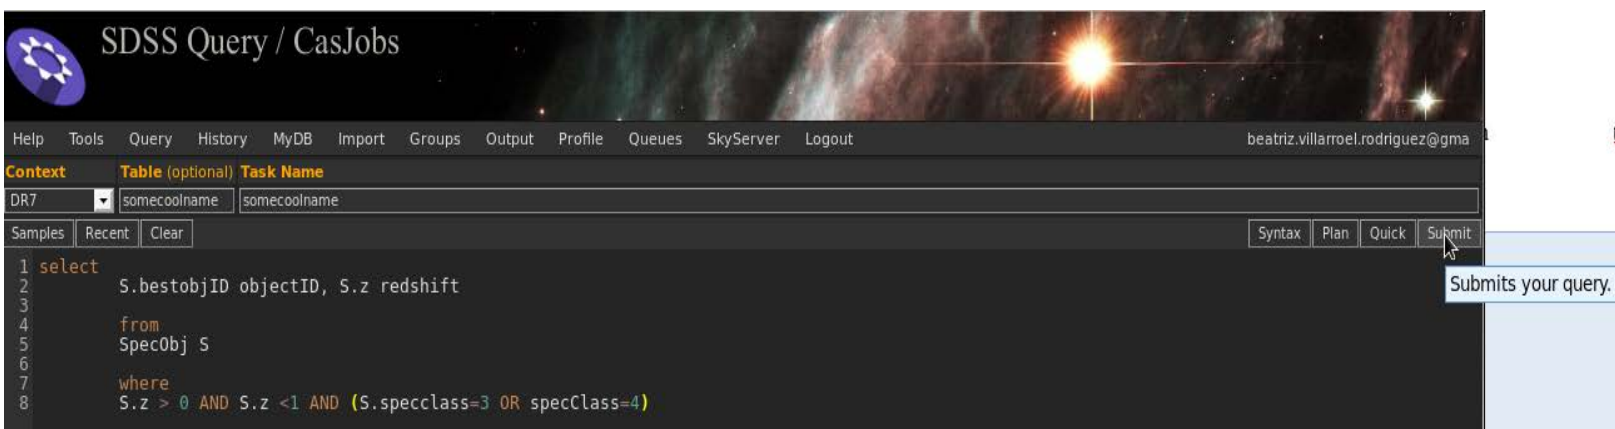 SDSS Query / CasJobs
Help Tools Query History MyDB Import Groups Output Profile Queues SkyServer Logout beatriz.villarroel.rodriguez@gma
Context Table (optional) Task Name
DR7 somecoolname somecoolname
Samples Recent Clear Syntax Plan Quick Submit
1 select
2 S.bestobjID objectID, S.z redshift
3
4 from
5 SpecObj S
6
7 where
8 S.z > 0 AND S.z <1 AND (S.specclass=3 OR specClass=4)
Submits your query.